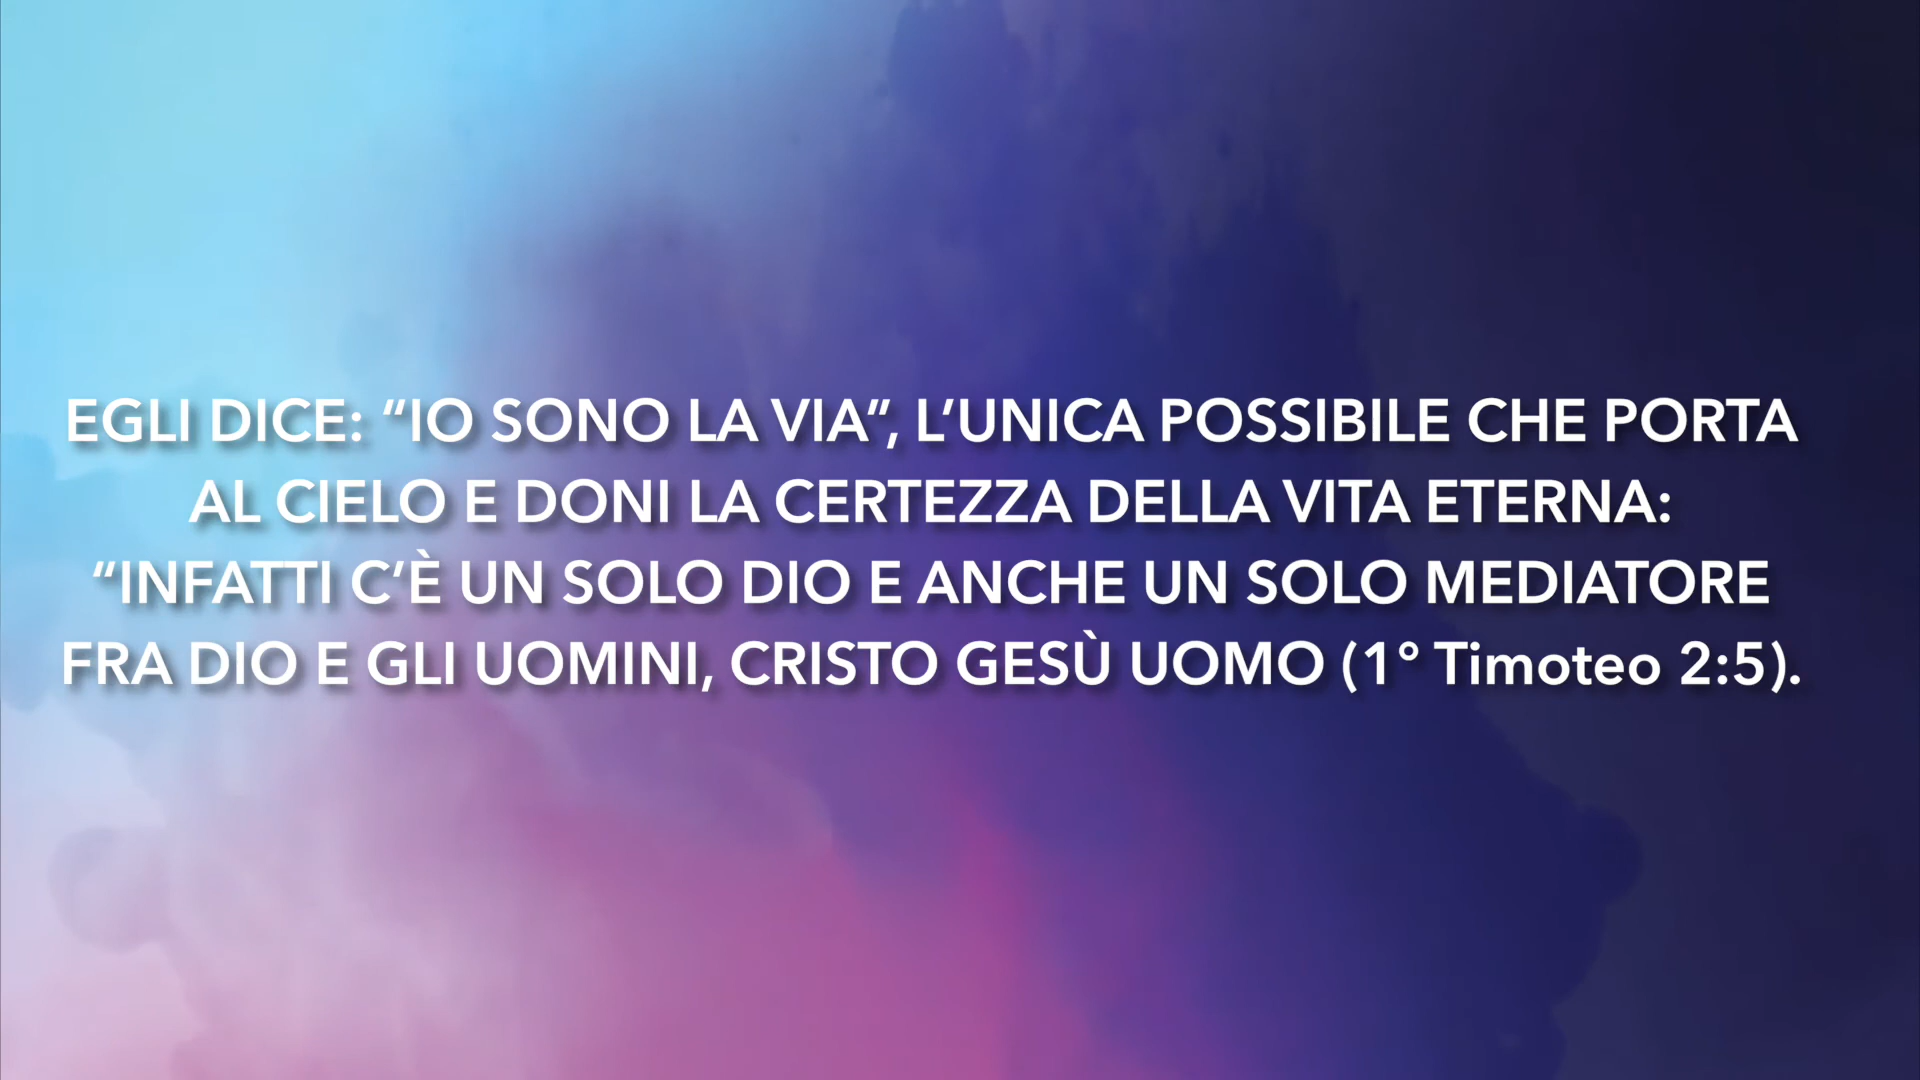 EGLI DICE: “IO SONO LA VIA”, L‘UNICA POSSIBILE CHE PORTA
AL CIELO E DONI LA CERTEZZA DELLA VITA ETERNA:
“INFATTI C‘È UN SOLO DIO E ANCHE UN SOLO MEDIATORE
FRA DIO E GLI UOMINI, CRISTO GESÙ UOMO (1° Timoteo 2:5).